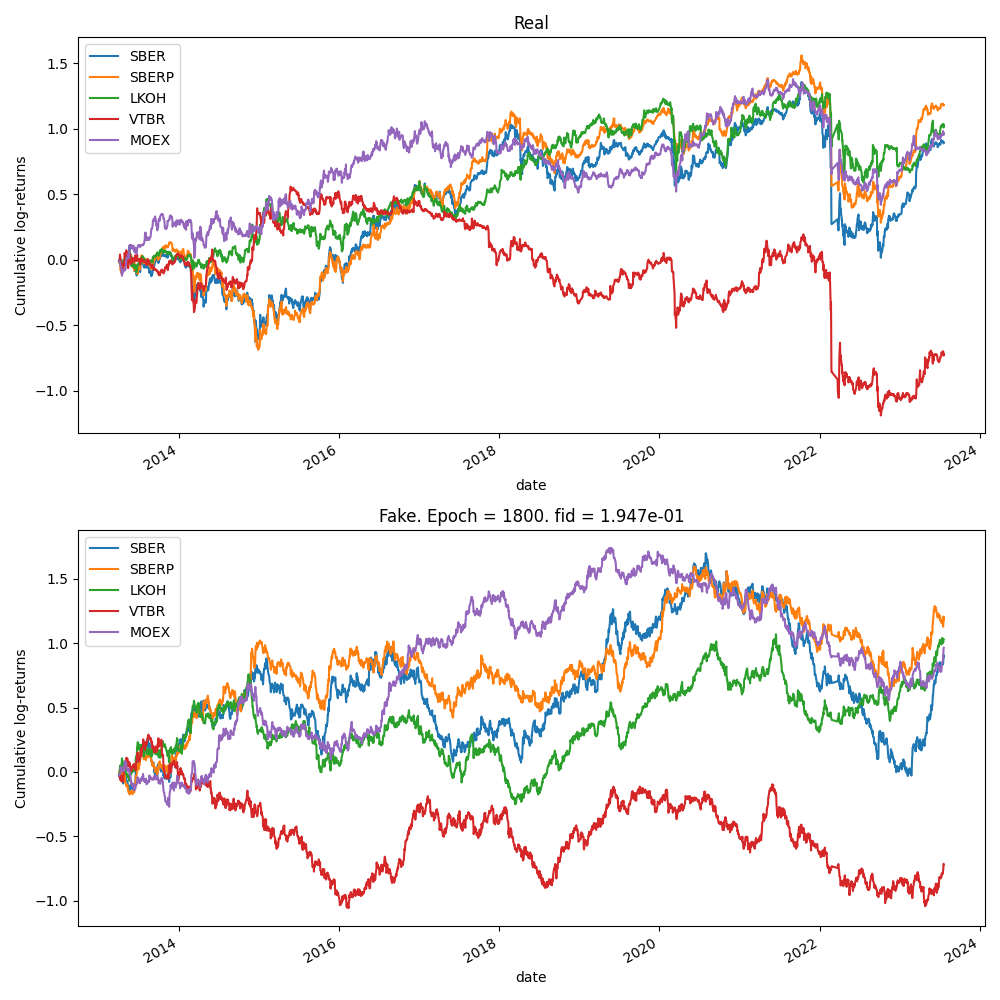 Real
SBER
SBERP
LKOH
VTBR
MOEX
1.5
1.0
0.5
0.0
−0.5
−1.0
Cumulative log-returns
2014 2016 2018 2020 2022 2024
date
Fake. Epoch = 1800. fid = 1.947e-01
SBER
SBERP
LKOH
VTBR
MOEX
1.5
1.0
0.5
0.0
−0.5
−1.0
Cumulative log-returns
2014 2016 2018 2020 2022 2024
date